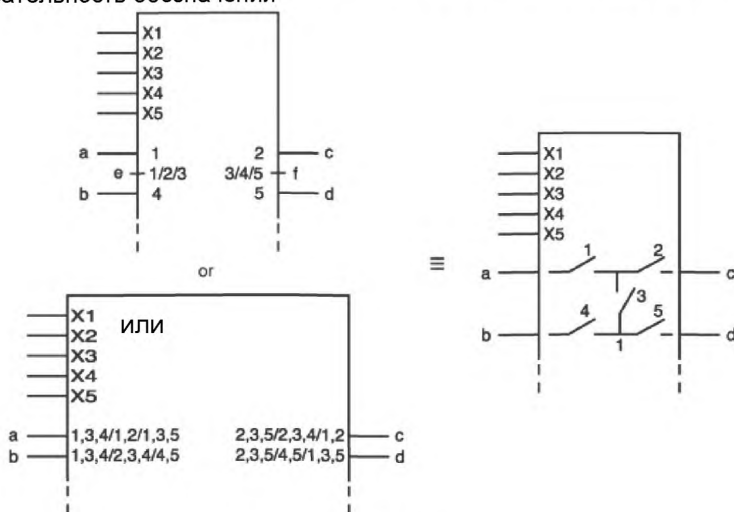 ательность обозначений
X1
X2
X3
X4
X5
a 1 2 c
e 1/2/3 3/4/5 f
b 4 5 d
or
X1
X2
X3
X4
X5
или
a 1,3,4/1,2/1,3,5 2,3,5/2,3,4/1,2 c
b 1,3,4/2,3,4/4,5 2,3,5/4,5/1,3,5 d
≡
X1
X2
X3
X4
X5
1 2
a c
3
4 5
b d
1